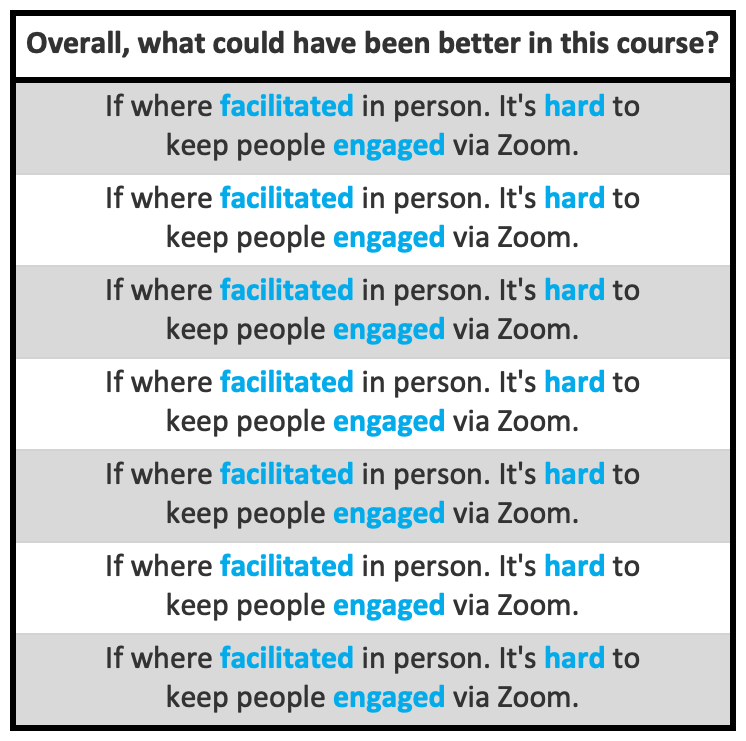 Overall, what could have been better in this course?
If where facilitated in person. It's hard to
keep people engaged via Zoom.
If where facilitated in person. It's hard to
keep people engaged via Zoom.
If where facilitated in person. It's hard to
keep people engaged via Zoom.
If where facilitated in person. It's hard to
keep people engaged via Zoom.
If where facilitated in person. It's hard to
keep people engaged via Zoom.
If where facilitated in person. It's hard to
keep people engaged via Zoom.
If where facilitated in person. It's hard to
keep people engaged via Zoom.